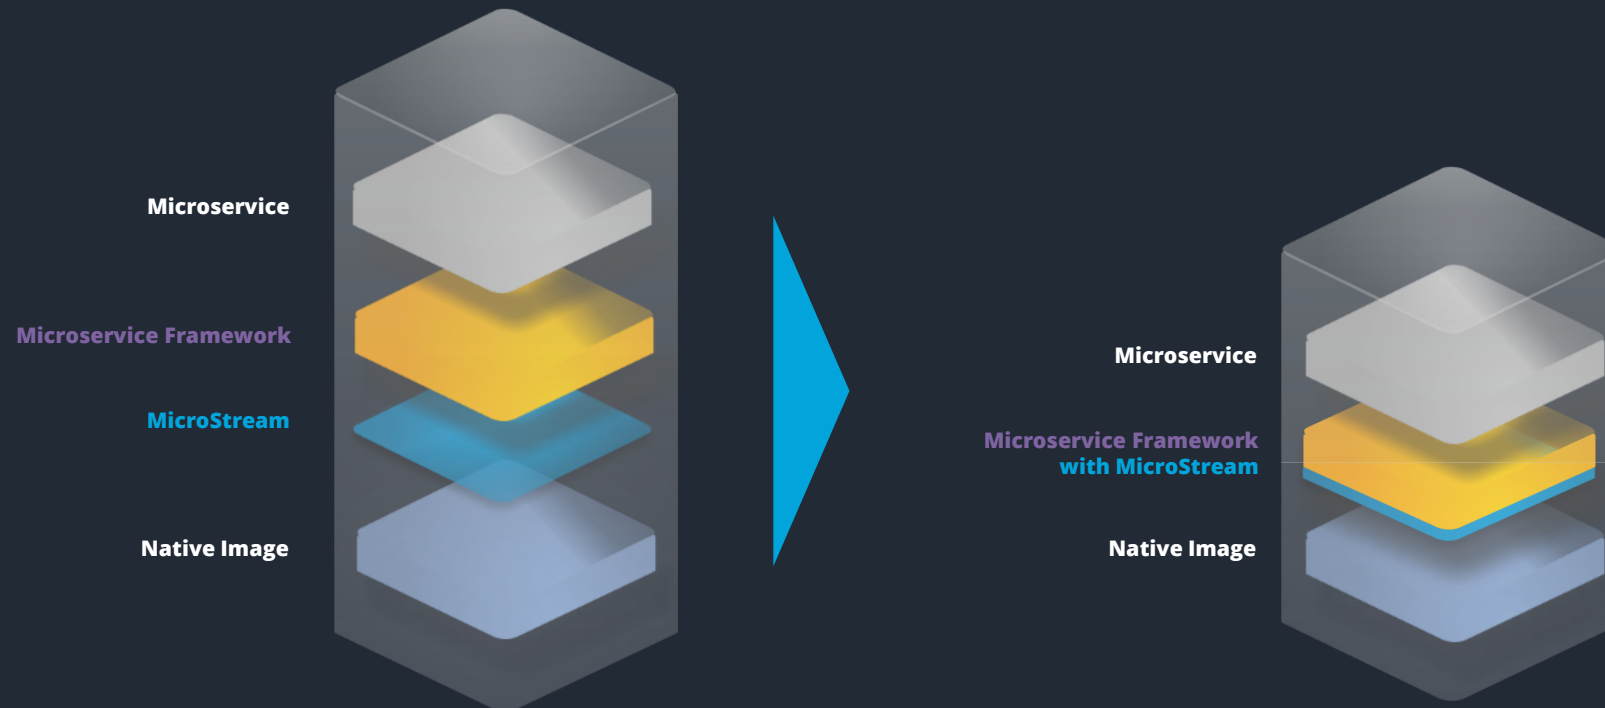 Microservice
Microservice Framework
MicroStream
Native Image
Microservice
Microservice Framework
with MicroStream
Native Image